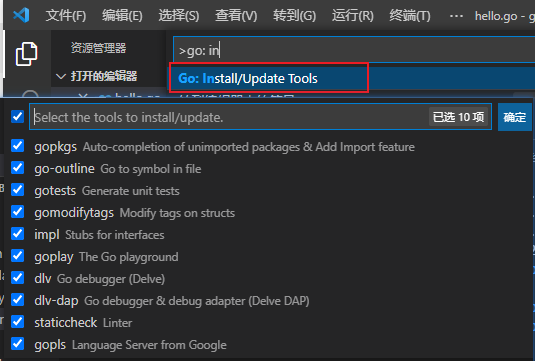 文件(F) 编辑(E) 选择(S) 查看(V) 转到(G) 运行(R) 终端(T) ··· hello.go
资源管理器
>go: in
打开的编辑器
Go: Install/Update Tools
hello.go
Select the tools to install/update. 已选 10 项 确定
gopkgs Auto-completion of unimported packages & Add Import feature
go-outline Go to symbol in file
gotests Generate unit tests
gomodifytags Modify tags on structs
impl Stubs for interfaces
goplay The Go playground
dlv Go debugger (Delve)
dlv-dap Go debugger & debug adapter (Delve DAP)
staticcheck Linter
gopls Language Server from Google